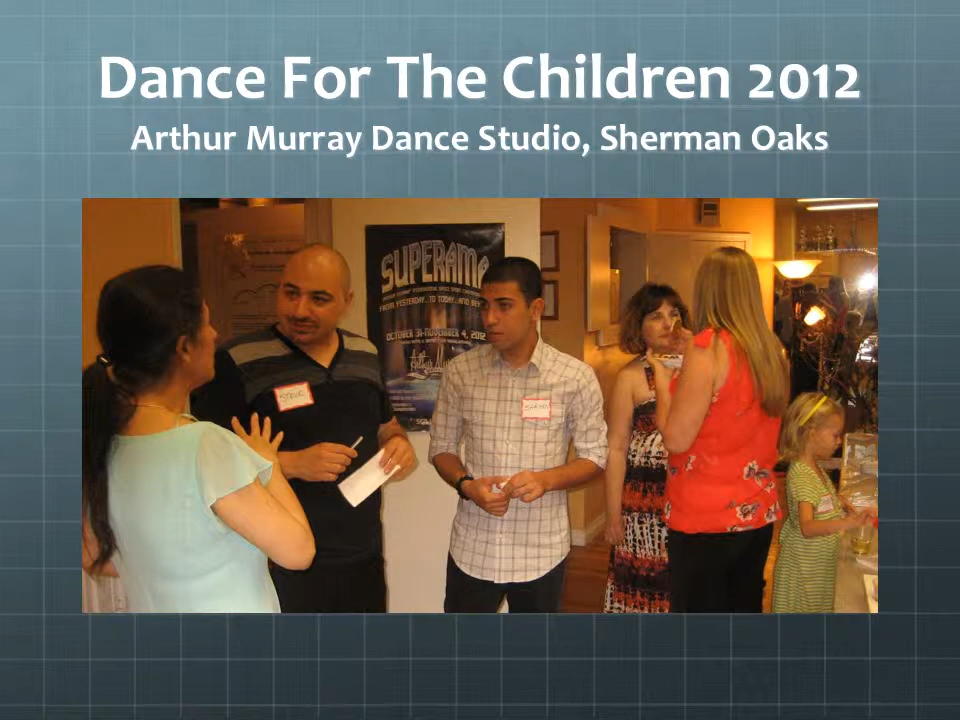 Dance For The Children 2012
Arthur Murray Dance Studio, Sherman Oaks
SUPERAMA
FROM YESTERDAY...TO TODAY...AND
OCTOBER 31-NOVEMBER 4, 2012
STEVE